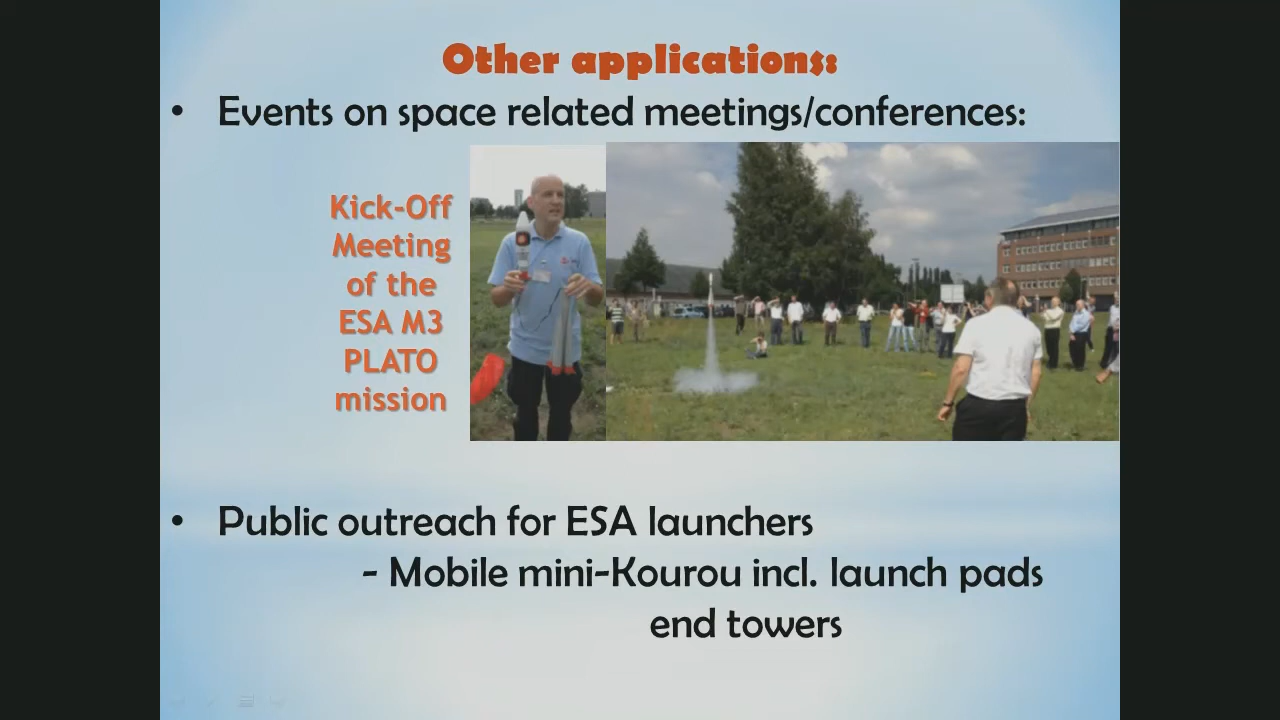 Other applications:
• Events on space related meetings/conferences:
Kick-Off
Meeting
of the
ESA M3
PLATO
mission
• Public outreach for ESA launchers
- Mobile mini-Kourou incl. launch pads
end towers